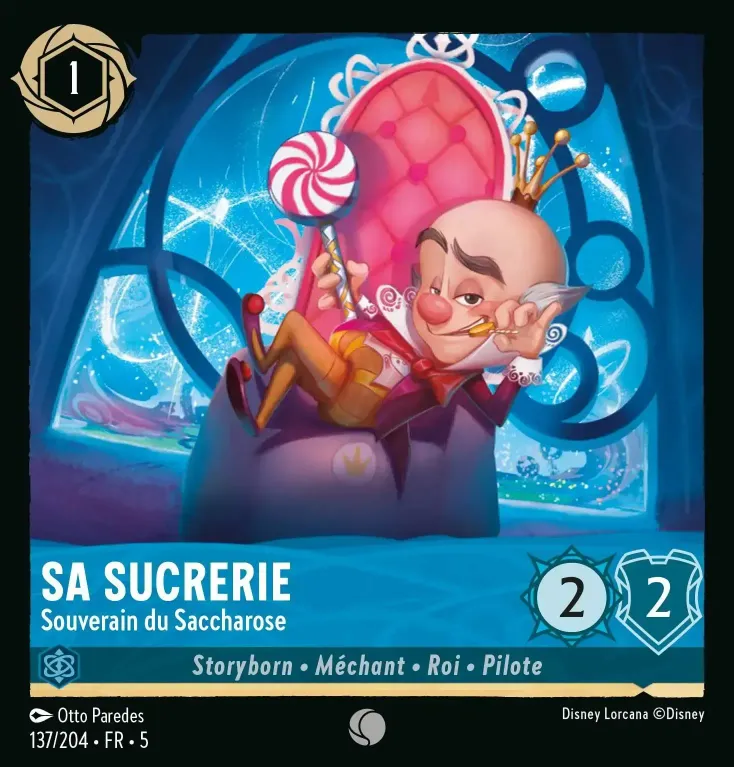 1
SA SUCRERIE
Souverain du Saccharose
2
2
Storyborn • Méchant • Roi • Pilote
Otto Paredes
Disney Lorcana ©Disney
137/204 • FR • 5